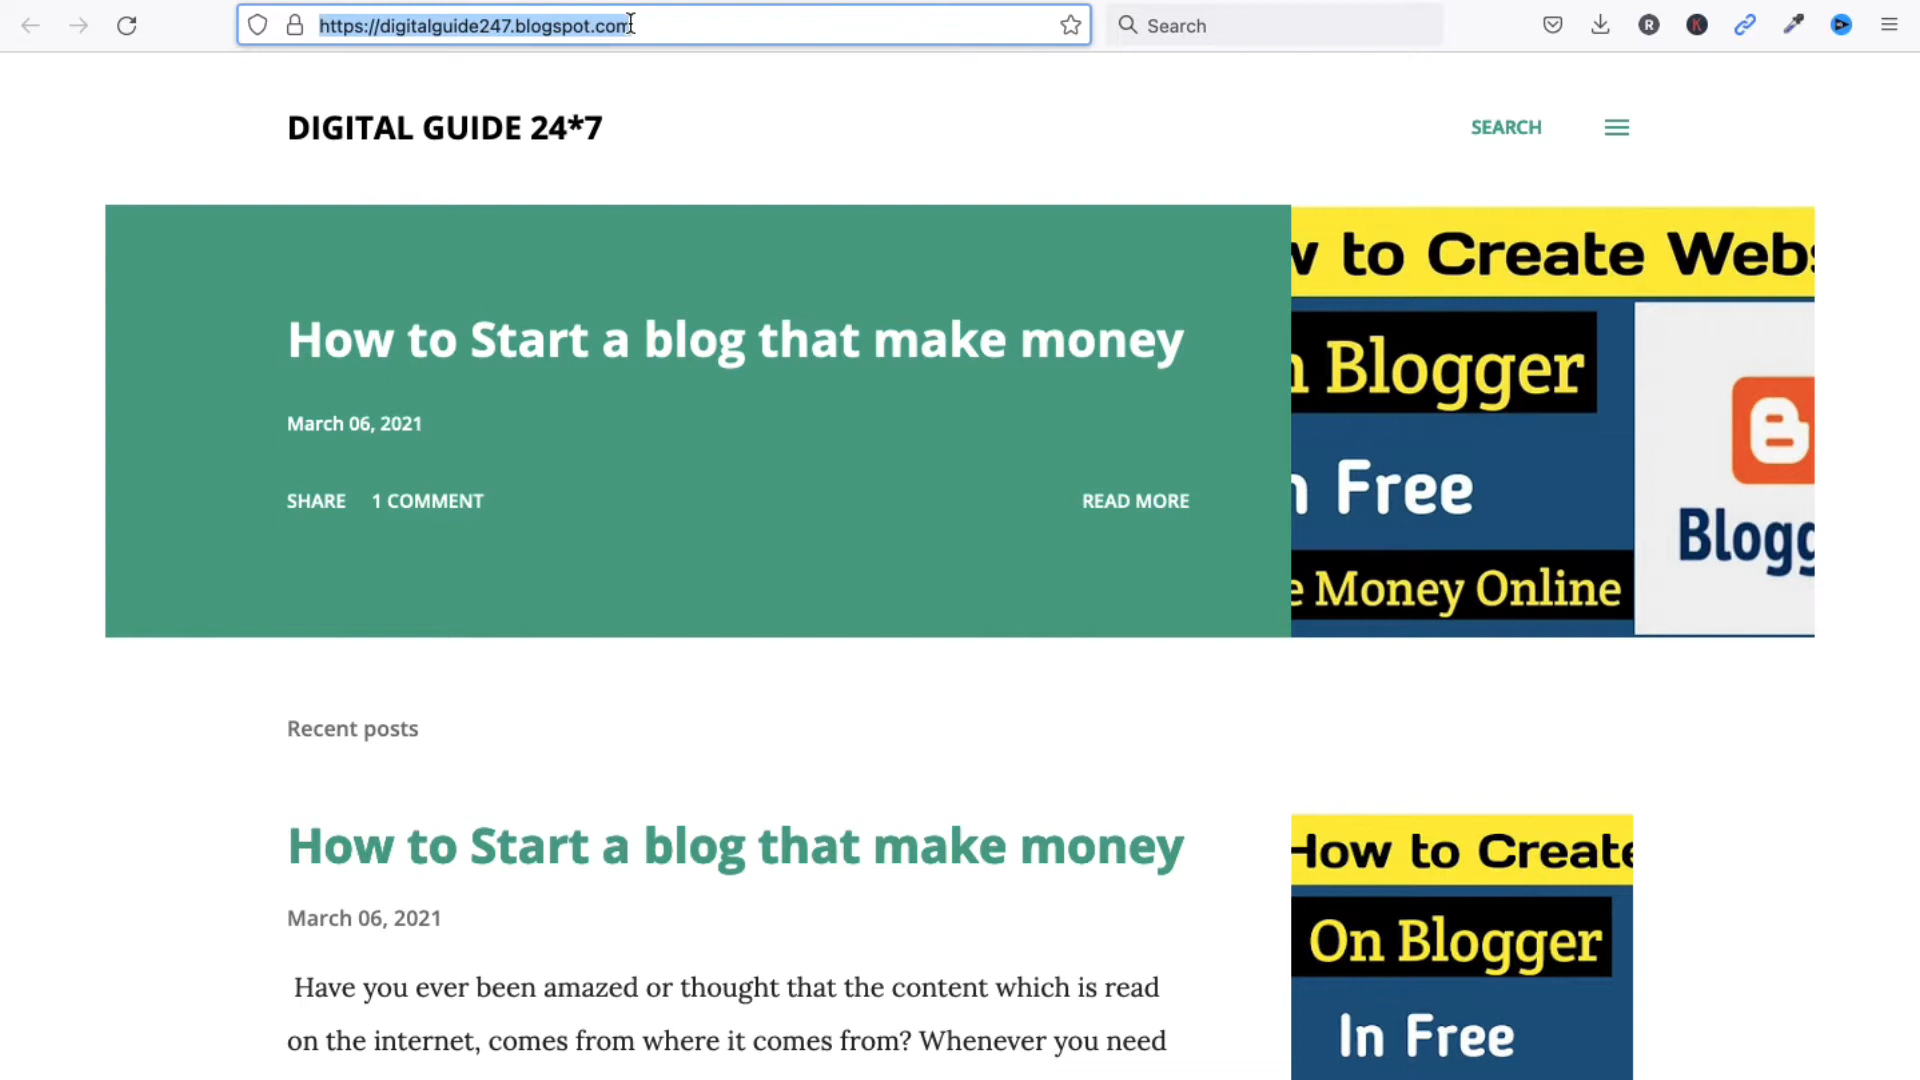 https://digitalguide247.blogspot.com
Search
DIGITAL GUIDE 24*7
SEARCH
How to Start a blog that make money
March 06, 2021
SHARE 1 COMMENT READ MORE
to Create Webs
Blogger
Free
Money Online
Blogg
Recent posts
How to Start a blog that make money
March 06, 2021
How to Create
On Blogger
In Free
Have you ever been amazed or thought that the content which is read
on the internet, comes from where it comes from? Whenever you need